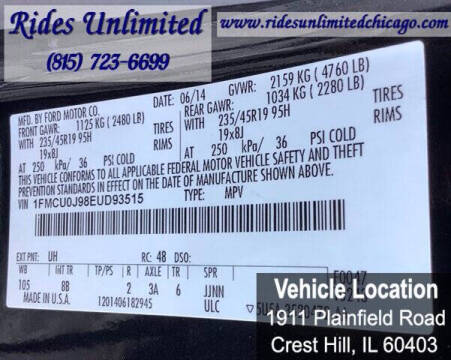 Rides Unlimited
(815) 723-6699
www.ridesunlimitedchicago.com
MFD. BY FORD MOTOR CO.
DATE: 06/14 GVWR: 2159 KG ( 4760 LB)
FRONT GAWR: 1125 KG ( 2480 LB) REAR GAWR: 1034 KG ( 2280 LB)
WITH TIRES WITH TIRES
235/45R19 95H RIMS 235/45R19 95H RIMS
19x8J 19x8J
AT 250 kPa/ 36 PSI COLD AT 250 kPa/ 36 PSI COLD
THIS VEHICLE CONFORMS TO ALL APPLICABLE FEDERAL MOTOR VEHICLE SAFETY AND THEFT
PREVENTION STANDARDS IN EFFECT ON THE DATE OF MANUFACTURE SHOWN ABOVE.
VIN 1FMCU0J98EUD93515 TYPE: MPV
EXT PNT: UH RC: 48 DSO:
WB INT TR TP/PS R AXLE TR SPR
105 8B 2 3A 6 JJNN
MADE IN U.S.A. 1201406182945 ULC
Vehicle Location
1911 Plainfield Road
Crest Hill, IL 60403